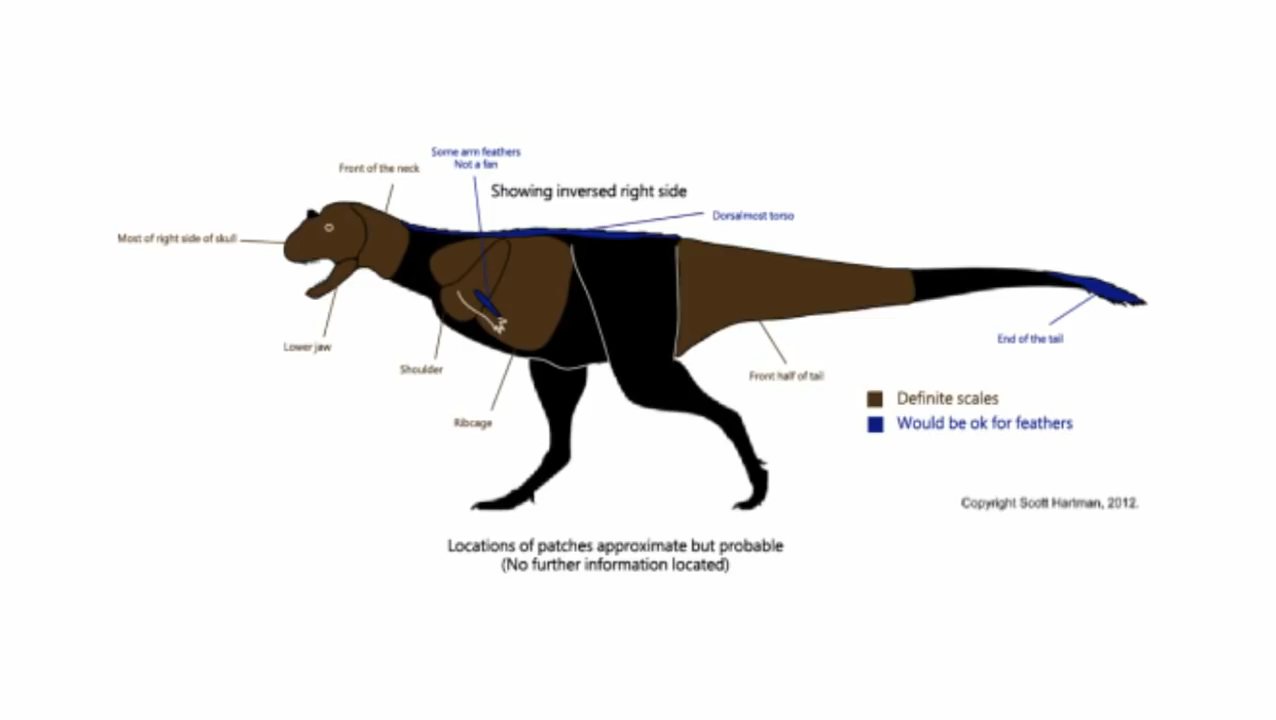 Some arm feathers
Not a fan
Front of the neck
Showing inversed right side
Dorsalmost torso
Most of right side of skull
End of the tail
Lower jaw
Shoulder
Front half of tail
Definite scales
Ribcage
Would be ok for feathers
Copyright Scott Hartman, 2012.
Locations of patches approximate but probable
(No further information located)